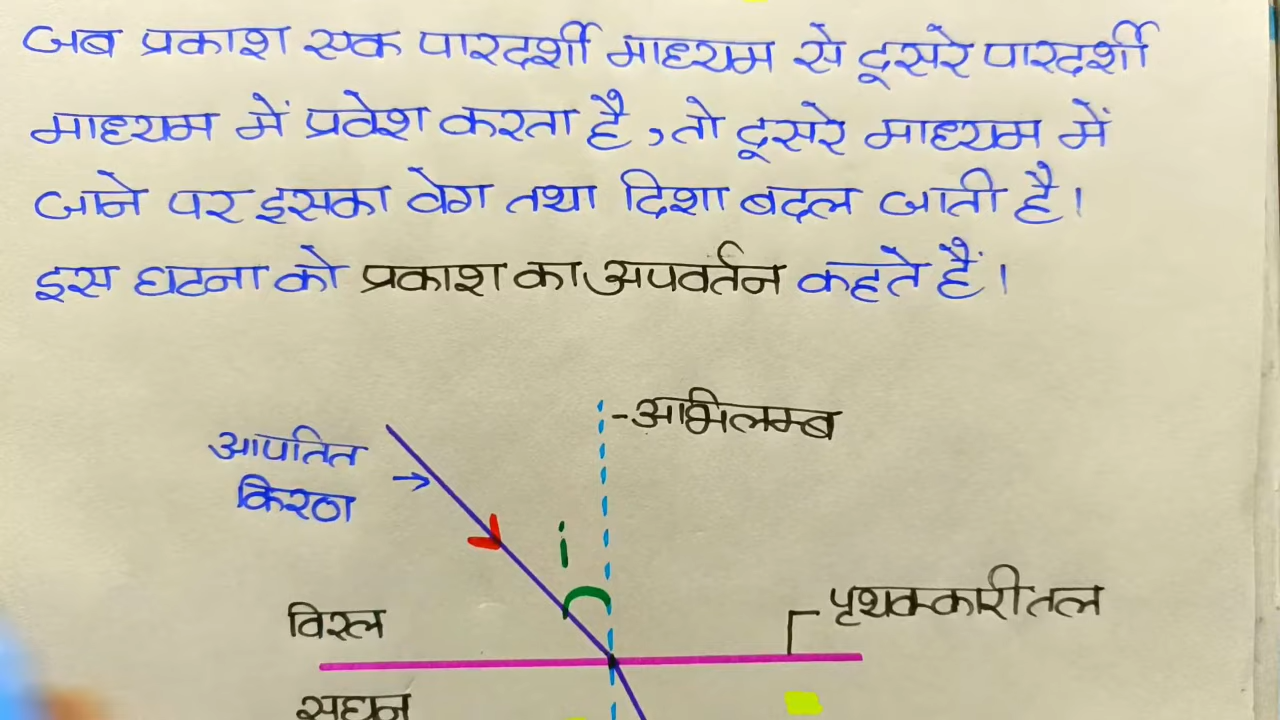 जब प्रकाश एक पारदर्शी माध्यम से दूसरे पारदर्शी
माध्यम में प्रवेश करता है, तो दूसरे माध्यम में
जाने पर इसका वेग तथा दिशा बदल जाती है।
इस घटना को प्रकाश का अपवर्तन कहते हैं।
-अभिलम्ब
आपतित
किरण
→
i
पृथक्कारी तल
विरल
सघन